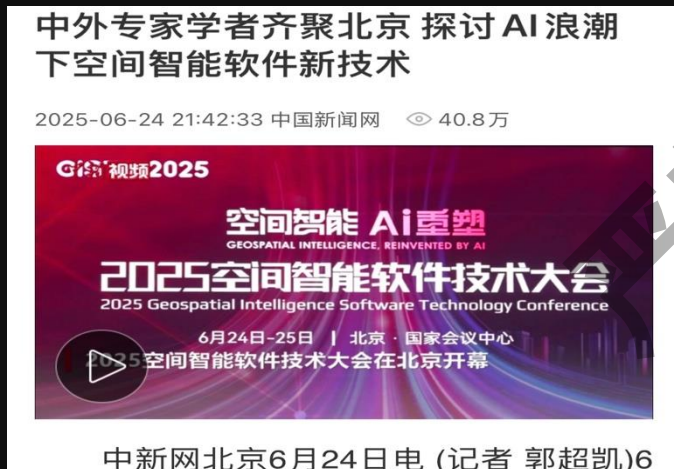 中外专家学者齐聚北京 探讨AI浪潮
下空间智能软件新技术
2025-06-24 21:42:33 中国新闻网 40.8万
视频2025
空间智能 Ai重塑
GEOSPATIAL INTELLIGENCE, REINVENTED BY AI
2025空间智能软件技术大会
2025 Geospatial Intelligence Software Technology Conference
6月24日-25日 | 北京·国家会议中心
2025空间智能软件技术大会在北京开幕
中新网北京6月24日电 (记者 郭超凯)6